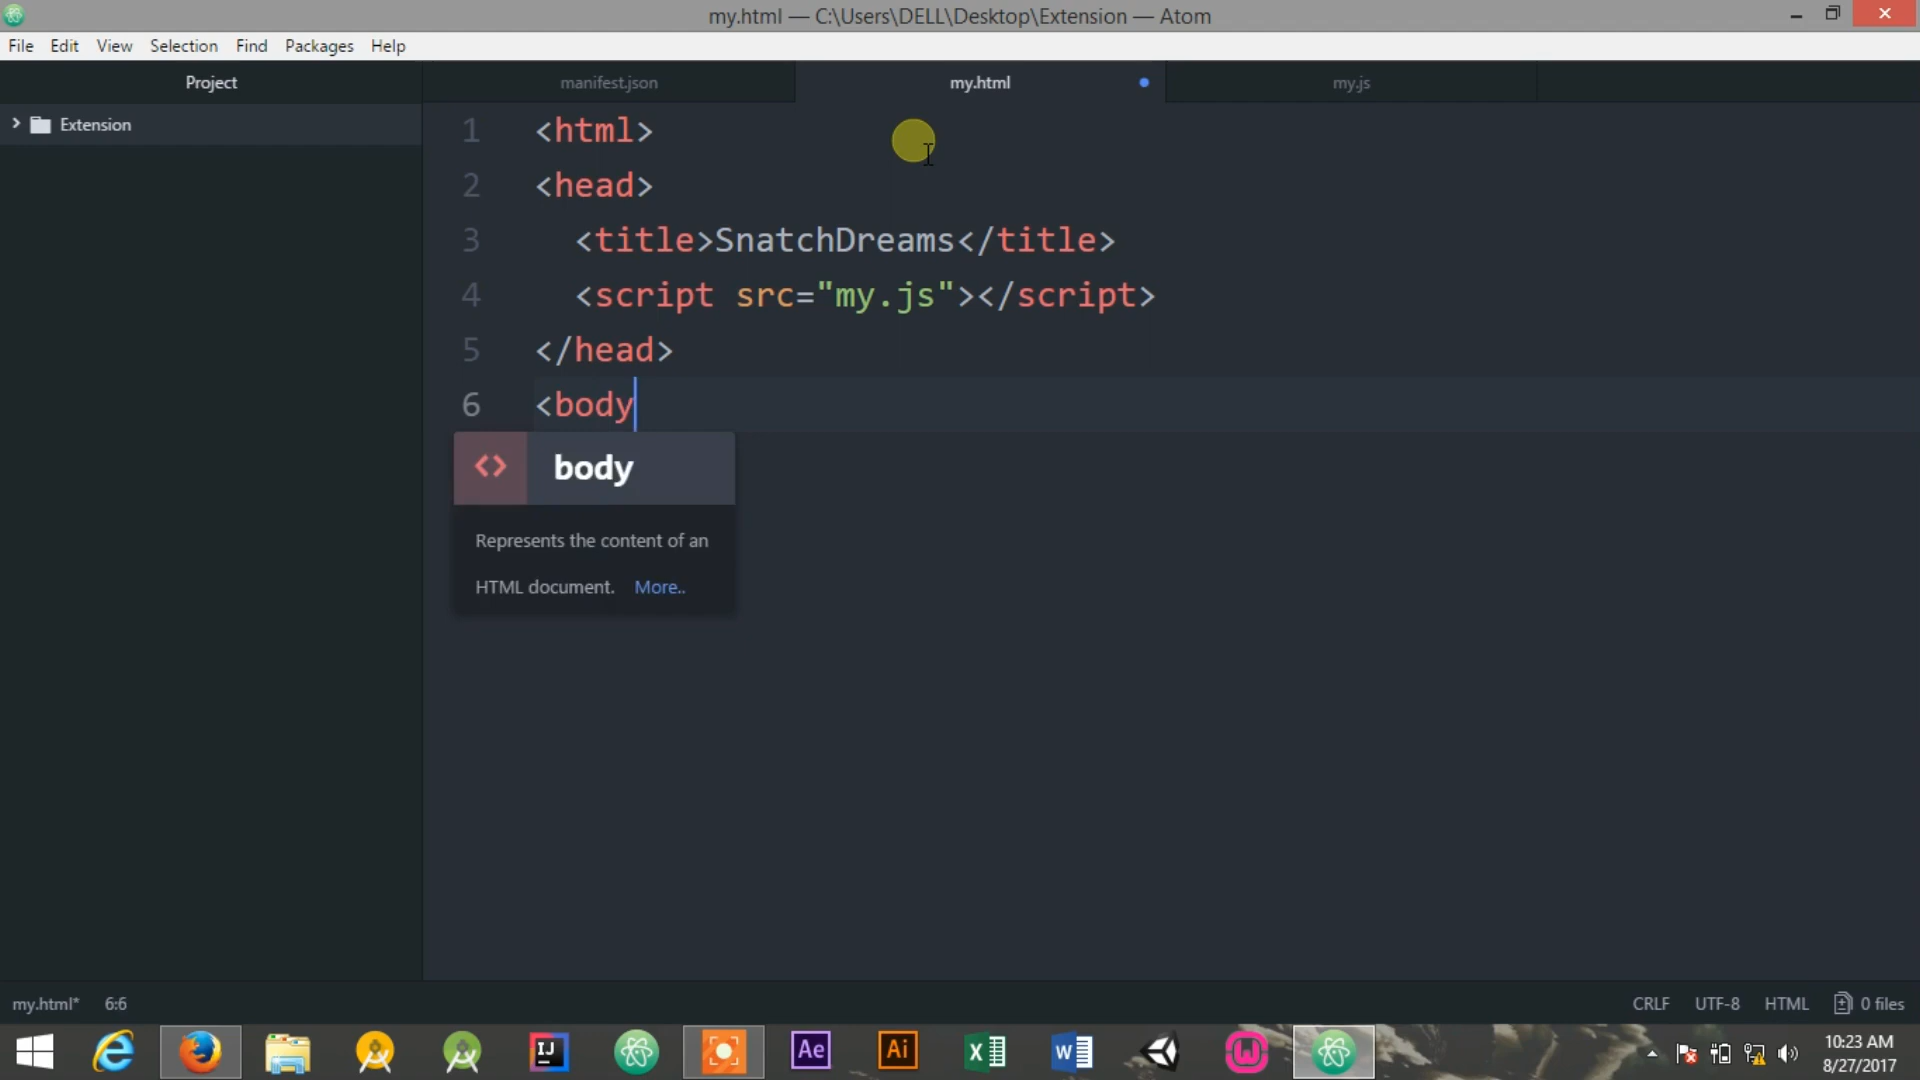 my.html — C:\Users\DELL\Desktop\Extension — Atom
File Edit View Selection Find Packages Help
Project manifest.json my.html my.js
Extension
1 <html>
2 <head>
3 <title>SnatchDreams</title>
4 <script src="my.js"></script>
5 </head>
6 <body
<> body
Represents the content of an
HTML document. More..
my.html* 6:6 CRLF UTF-8 HTML 0 files
IJ Ae Ai X W W 10:23 AM
8/27/2017